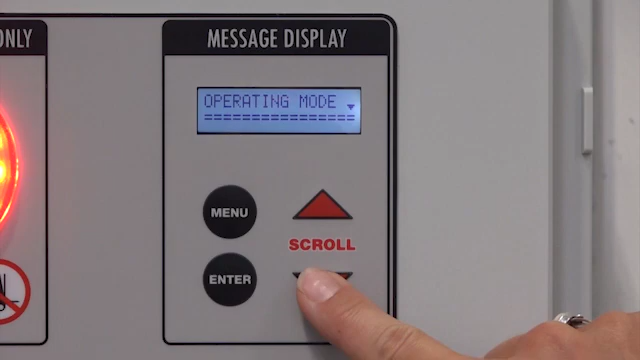 ONLY
MESSAGE DISPLAY
OPERATING MODE
================
MENU
SCROLL
ENTER